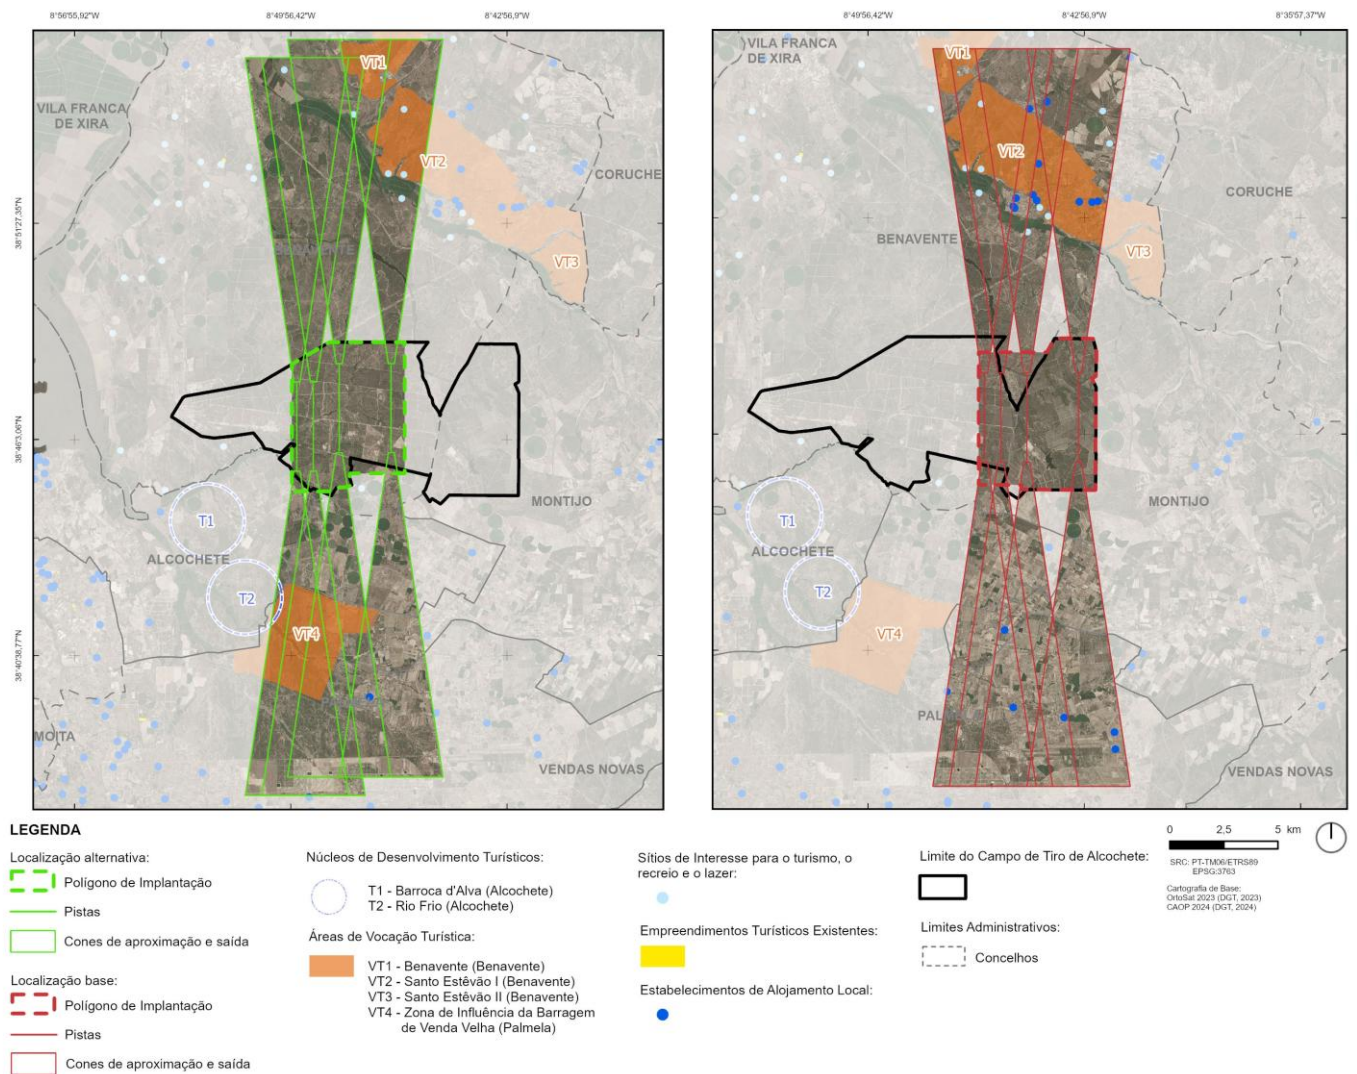 8°56'55,92"W
8°49'56,42"W
8°42'56,9"W
8°49'56,42"W
8°42'56,9"W
8°35'57,37"W
38°51'27,35"N
38°46'3,06"N
38°40'38,77"N
VILA FRANCA
DE XIRA
VT1
VT2
CORUCHE
BENAVENTE
VT3
MONTIJO
T1
ALCOCHETE
T2
VT4
MOITA
VENDAS NOVAS
VILA FRANCA
DE XIRA
VT1
VT2
CORUCHE
BENAVENTE
VT3
MONTIJO
T1
ALCOCHETE
T2
VT4
VENDAS NOVAS
LEGENDA
Localização alternativa:
Polígono de Implantação
Pistas
Cones de aproximação e saída
Localização base:
Polígono de Implantação
Pistas
Cones de aproximação e saída
Núcleos de Desenvolvimento Turísticos:
T1 - Barroca d'Alva (Alcochete)
T2 - Rio Frio (Alcochete)
Áreas de Vocação Turística:
VT1 - Benavente (Benavente)
VT2 - Santo Estêvão I (Benavente)
VT3 - Santo Estêvão II (Benavente)
VT4 - Zona de Influência da Barragem
de Venda Velha (Palmela)
Sítios de Interesse para o turismo, o
recreio e o lazer:
Empreendimentos Turísticos Existentes:
Estabelecimentos de Alojamento Local:
Limite do Campo de Tiro de Alcochete:
Limites Administrativos:
Concelhos
0 2,5 5 km
SRC: PT-TM06/ETRS89
EPSG:3763
Cartografia de Base:
OrtoSat 2023 (DGT, 2023)
CAOP 2024 (DGT, 2024)